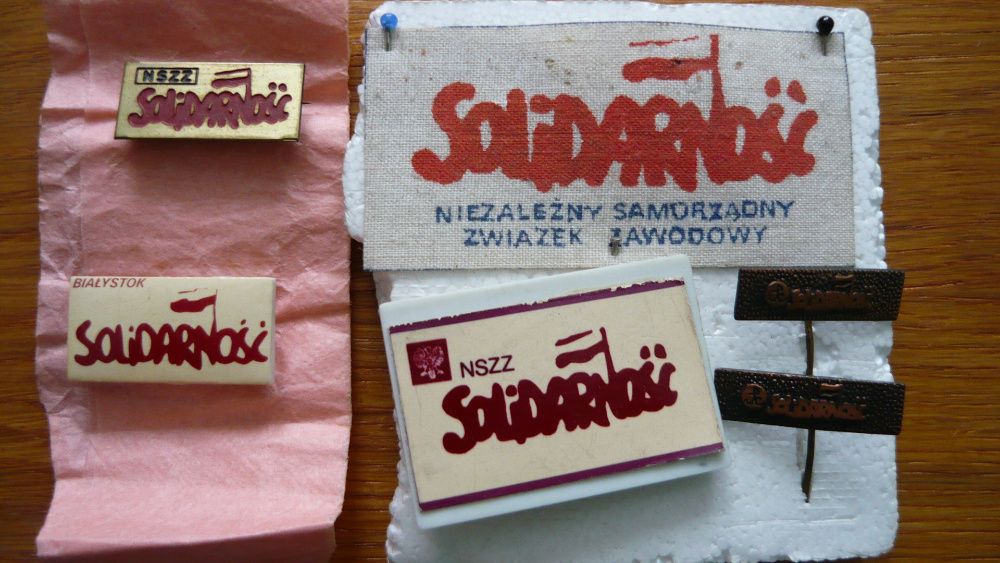 NSZZ
SOLiDARNOŚĆ
BIAŁYSTOK
SOLiDARNOŚĆ
SOLiDARNOŚĆ
NIEZALEŻNY SAMORZĄDNY
ZWIĄZEK ZAWODOWY
NSZZ
SOLiDARNOŚĆ
SOLIDARNOŚĆ
SOLIDARNOŚĆ